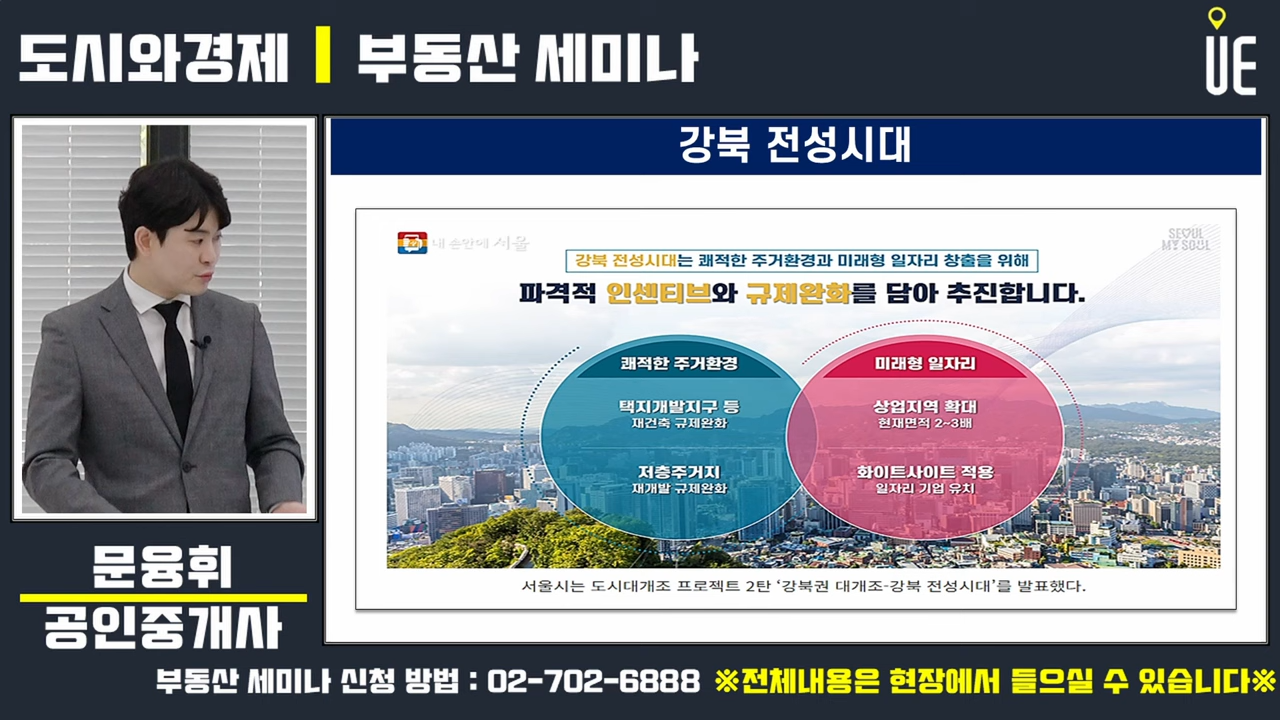 도시와경제 | 부동산 세미나
UE
강북 전성시대
내 손안에 서울
SEOUL
MY SOUL
강북 전성시대는 쾌적한 주거환경과 미래형 일자리 창출을 위해
파격적 인센티브와 규제완화를 담아 추진합니다.
쾌적한 주거환경
택지개발지구 등
재건축 규제완화
저층주거지
재개발 규제완화
미래형 일자리
상업지역 확대
현재면적 2~3배
화이트사이트 적용
일자리 기업 유치
서울시는 도시대개조 프로젝트 2탄 ‘강북권 대개조-강북 전성시대’를 발표했다.
문융휘
공인중개사
부동산 세미나 신청 방법 : 02-702-6888 ※전체내용은 현장에서 들으실 수 있습니다※